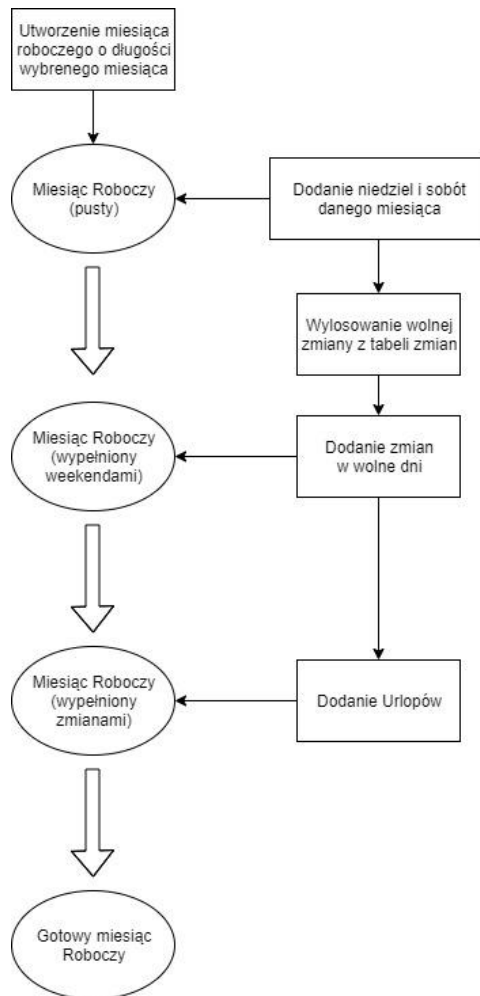 Utworzenie miesiąca
roboczego o długości
wybrenego miesiąca
Miesiąc Roboczy
(pusty)
Dodanie niedziel i sobót
danego miesiąca
Wylosowanie wolnej
zmiany z tabeli zmian
Miesiąc Roboczy
(wypełniony
weekendami)
Dodanie zmian
w wolne dni
Miesiąc Roboczy
(wypełniony
zmianami)
Dodanie Urlopów
Gotowy miesiąc
Roboczy